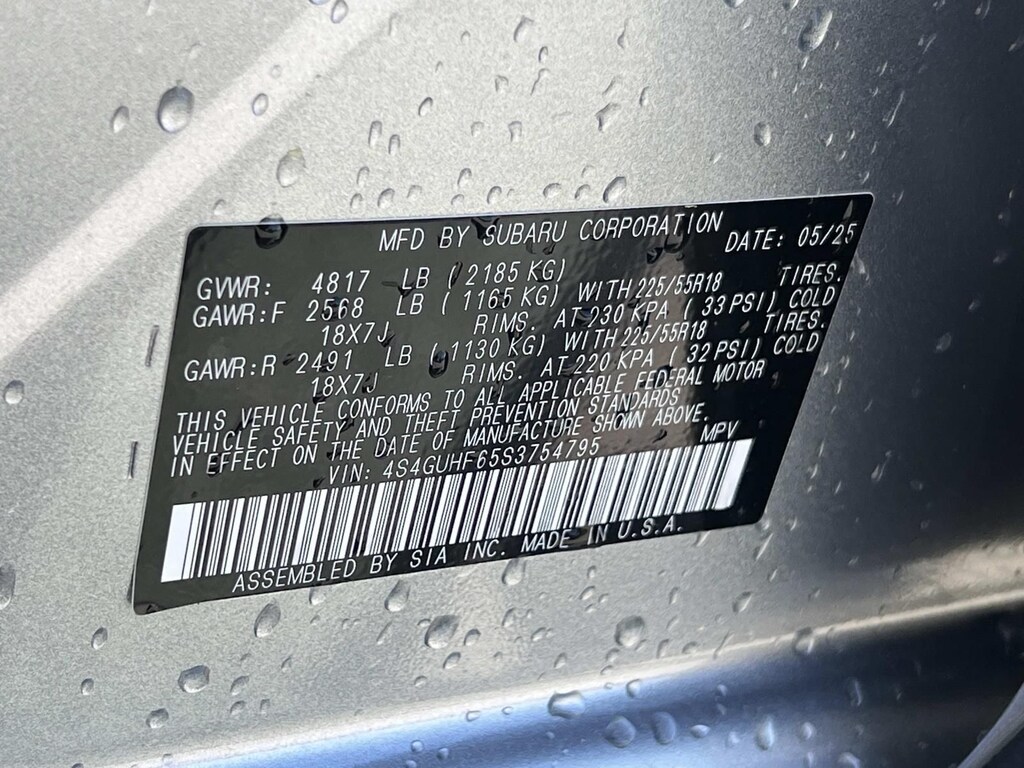 MFD BY SUBARU CORPORATION DATE: 05/25
GVWR: 4817 LB ( 2185 KG)
GAWR:F 2568 LB ( 1165 KG) WITH 225/55R18 TIRES.
18X7J RIMS. AT 230 KPA 33 PSI) COLD
GAWR:R 2491 LB ( 1130 KG) WITH 225/55R18 TIRES.
18X7J RIMS. AT 220 KPA 32 PSI) COLD
THIS VEHICLE CONFORMS TO ALL APPLICABLE FEDERAL MOTOR
VEHICLE SAFETY AND THEFT PREVENTION STANDARDS
IN EFFECT ON THE DATE OF MANUFACTURE SHOWN ABOVE.
VIN: 4S4GUHF65S3754795 MPV
ASSEMBLED BY SIA INC. MADE IN U.S.A.